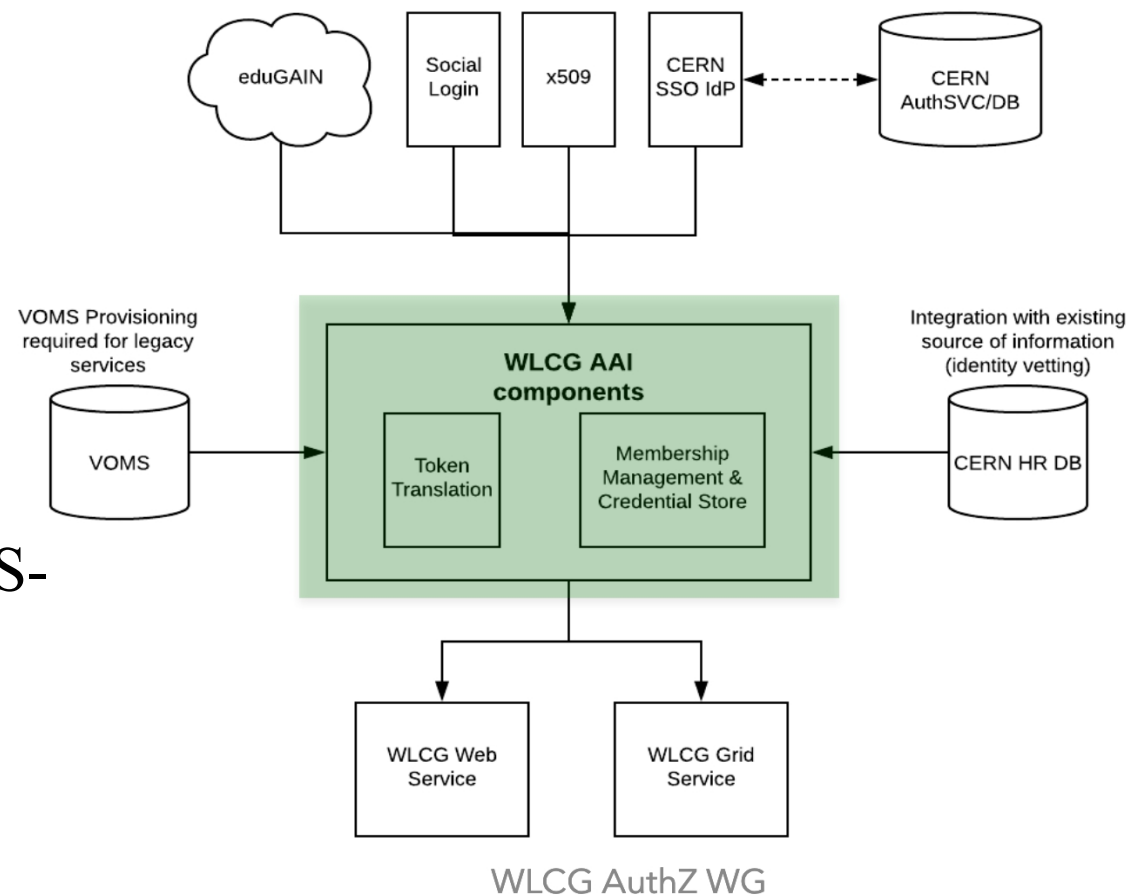 eduGAIN
Social
Login
x509
CERN
SSO IdP
CERN
AuthSVC/DB
VOMS Provisioning
required for legacy
services
Integration with existing
source of information
(identity vetting)
WLCG AAI
components
VOMS
Token
Translation
Membership
Management &
Credential Store
CERN HR DB
S-
WLCG Web
Service
WLCG Grid
Service
WLCG AuthZ WG